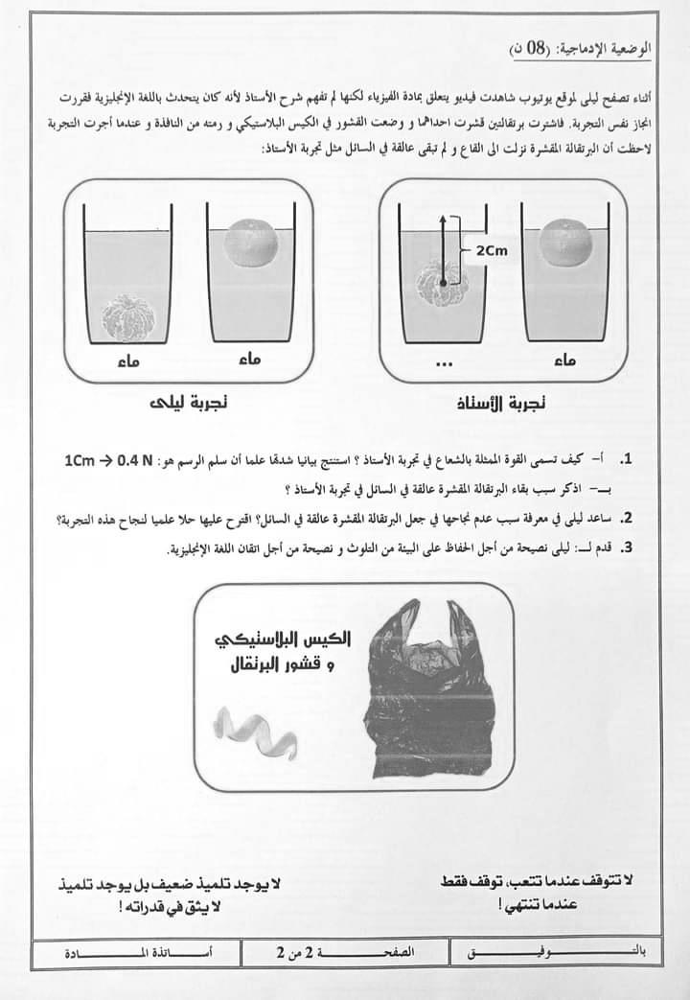 الوضعية الإدماجية: (08 ن)
أثناء تصفح ليلى لموقع يوتيوب شاهدت فيديو يتعلق بمادة الفيزياء لكنها لم تفهم شرح الأستاذ لأنه كان يتحدث باللغة الإنجليزية فقررت
انجاز نفس التجربة. فاشترت برتقالتين قشرت احداهما و وضعت القشور في الكيس البلاستيكي و رمته من النافذة و عندما أجرت التجربة
لاحظت أن البرتقالة المقشرة نزلت الى القاع و لم تبقى عالقة في السائل مثل تجربة الأستاذ:
2Cm
ماء
...
تجربة الأستاذ
ماء
ماء
تجربة ليلى
1. أ– كيف تسمى القوة الممثلة بالشعاع في تجربة الأستاذ ؟ استنتج بيانيا شدتها علما أن سلم الرسم هو: 1Cm → 0.4 N
بــ– اذكر سبب بقاء البرتقالة المقشرة عالقة في السائل في تجربة الأستاذ ؟
2. ساعد ليلى في معرفة سبب عدم نجاحها في جعل البرتقالة المقشرة عالقة في السائل؟ اقترح عليها حلا علميا لنجاح هذه التجربة؟
3. قدم لــ: ليلى نصيحة من أجل الحفاظ على البيئة من التلوث و نصيحة من أجل اتقان اللغة الإنجليزية.
الكيس البلاستيكي
و قشور البرتقال
لا تتوقف عندما تتعب، توقف فقط
عندما تنتهي !
لا يوجد تلميذ ضعيف بل يوجد تلميذ
لا يثق في قدراته !
بالتـــوفيـــق
الصفحـــة 2 من 2
أســـاتذة المـــادة